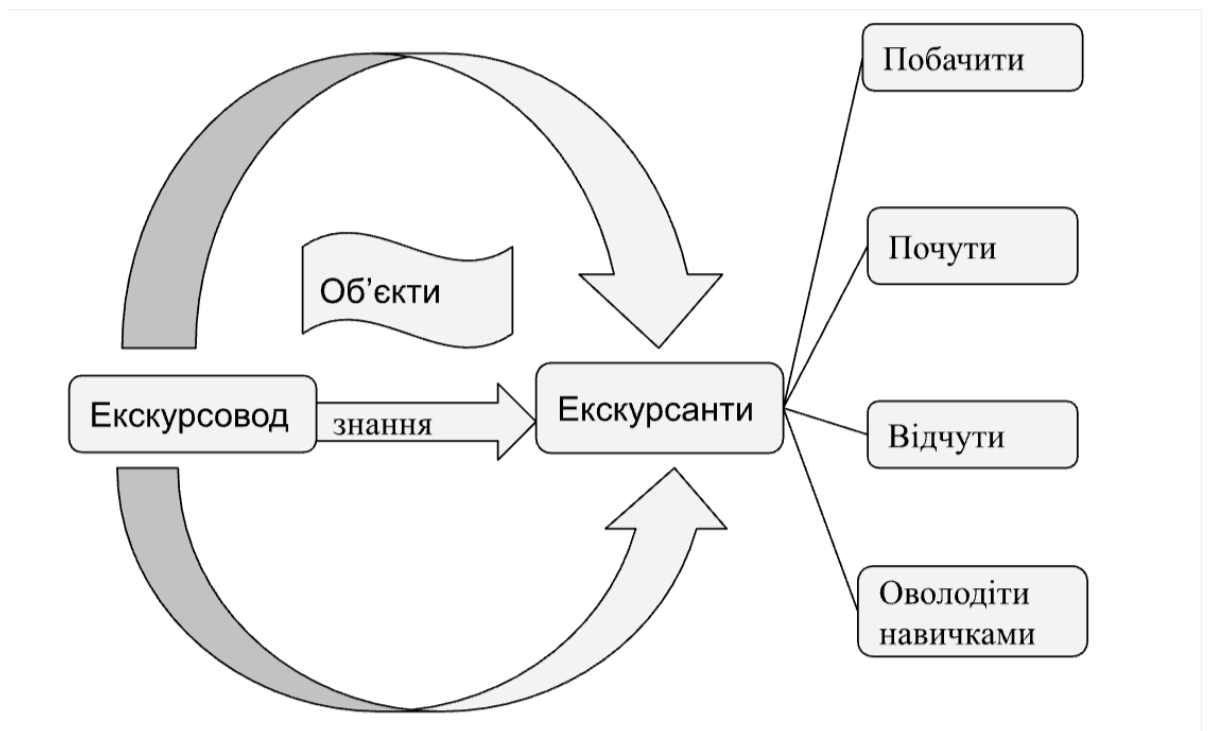 Побачити
Почути
Об’єкти
Екскурсовод
знання
Екскурсанти
Відчути
Оволодіти
навичками